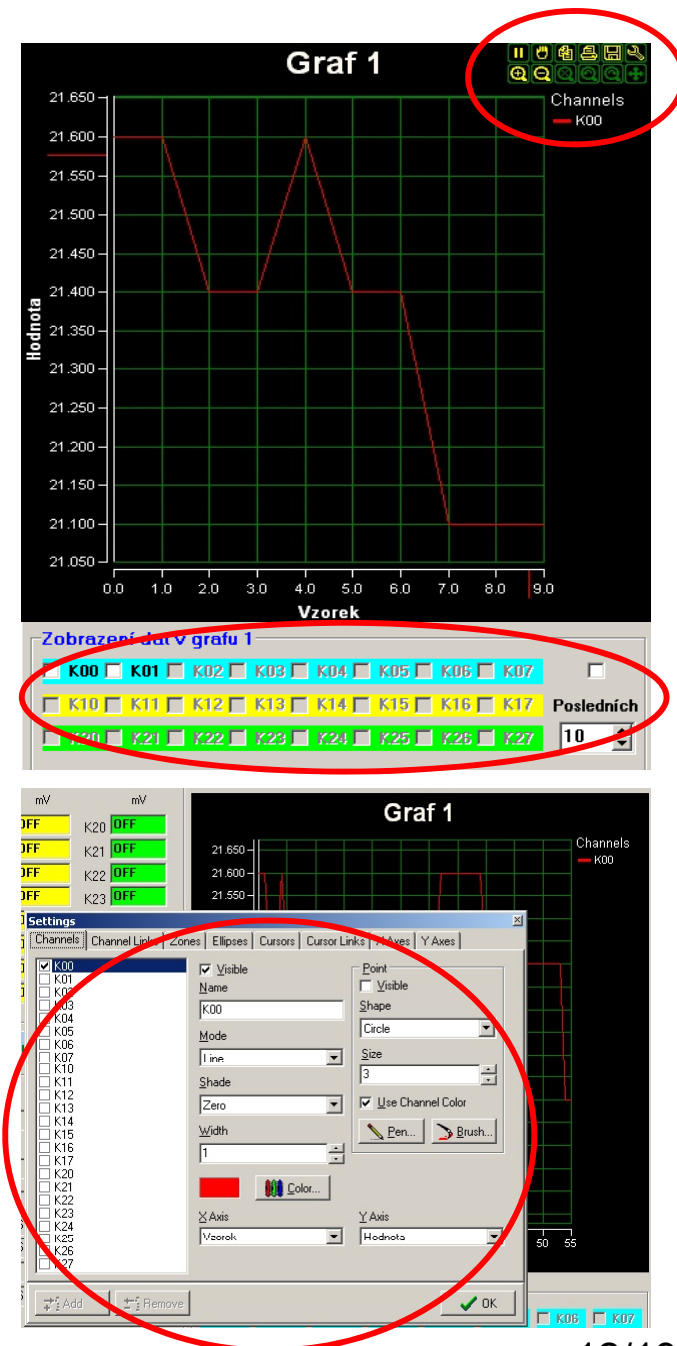 Graf 1
Channels
K00
21.650
21.600
21.550
21.500
21.450
21.400
21.350
21.300
21.250
21.200
21.150
21.100
21.050
Hodnota
0.0 1.0 2.0 3.0 4.0 5.0 6.0 7.0 8.0 9.0
Vzorek
Zobrazení dat v grafu 1
K00 K01 K02 K03 K04 K05 K06 K07
K10 K11 K12 K13 K14 K15 K16 K17 Posledních
K20 K21 K22 K23 K24 K25 K26 K27 10
mV mV
OFF K20 OFF
OFF K21 OFF
OFF K22 OFF
OFF K23 OFF
Graf 1
Channels
K00
21.650
21.600
21.550
50 55
Settings
Channels Channel Links Zones Ellipses Cursors Cursor Links X Axes Y Axes
K00
K01
K02
K03
K04
K05
K06
K07
K10
K11
K12
K13
K14
K15
K16
K17
K20
K21
K22
K23
K24
K25
K26
K27
Visible
Name
K00
Mode
Line
Shade
Zero
Width
1
Color...
X Axis
Vzorek
Point
Visible
Shape
Circle
Size
3
Use Channel Color
Pen... Brush...
Y Axis
Hodnota
Add Remove OK
K06 K07